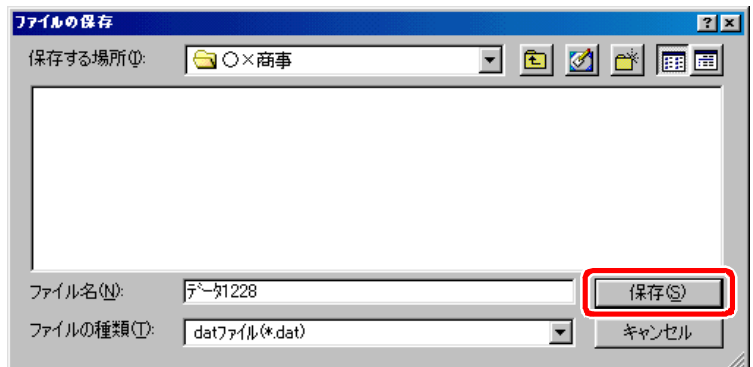 ファイルの保存
保存する場所(I): ○×商事
ファイル名(N): ﾃﾞｰﾀ1228 保存(S)
ファイルの種類(T): datファイル(*.dat) キャンセル